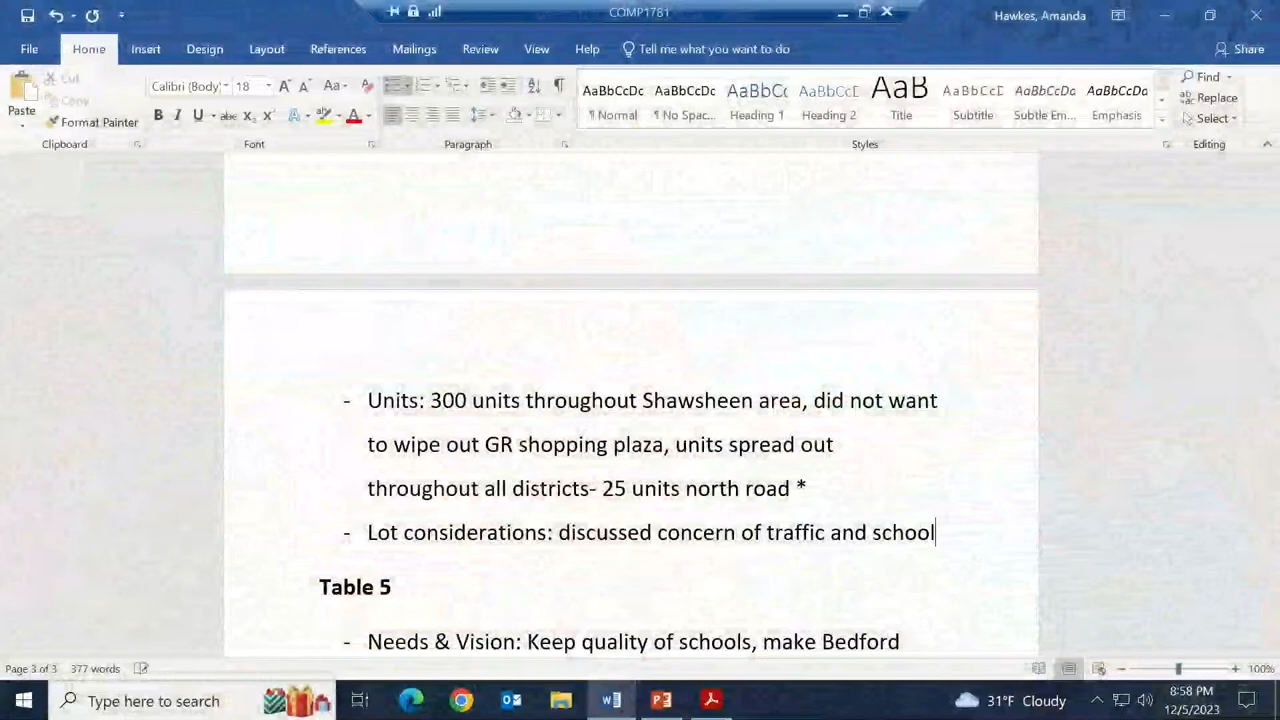 COMP1781
Hawkes, Amanda
File Home Insert Design Layout References Mailings Review View Help Tell me what you want to do Share
Paste
Cut
Copy
Format Painter
Clipboard
Calibri (Body) 18
Font
Paragraph
AaBbCcDc AaBbCcDc AaBbCc AaBbCcE AaB AaBbCcE AaBbCcDc AaBbCcDc
¶ Normal ¶ No Spac... Heading 1 Heading 2 Title Subtitle Subtle Em... Emphasis
Styles
Find
Replace
Select
Editing
- Units: 300 units throughout Shawsheen area, did not want
to wipe out GR shopping plaza, units spread out
throughout all districts- 25 units north road *
- Lot considerations: discussed concern of traffic and school
Table 5
- Needs & Vision: Keep quality of schools, make Bedford
Page 3 of 3 377 words 100%
Type here to search
31°F Cloudy
8:58 PM
12/5/2023